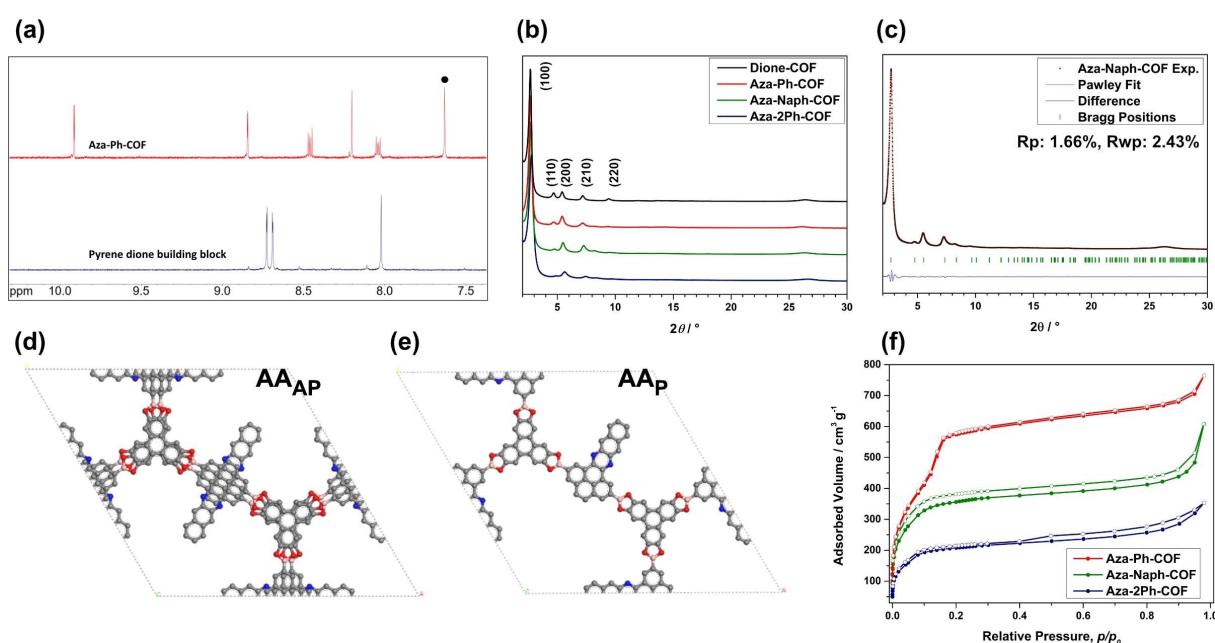 (a)
Aza-Ph-COF
Pyrene dione building block
ppm 10.0 9.5 9.0 8.5 8.0 7.5
(b)
Dione-COF
Aza-Ph-COF
Aza-Naph-COF
Aza-2Ph-COF
(100)
(110)
(200)
(210)
(220)
5 10 15 20 25 30
2θ / °
(c)
Aza-Naph-COF Exp.
Pawley Fit
Difference
Bragg Positions
Rp: 1.66%, Rwp: 2.43%
5 10 15 20 25 30
2θ / °
(d)
AA_AP
(e)
AA_P
(f)
Adsorbed Volume / cm³ g⁻¹
800
700
600
500
400
300
200
100
Aza-Ph-COF
Aza-Naph-COF
Aza-2Ph-COF
0.0 0.2 0.4 0.6 0.8 1.0
Relative Pressure, p/p₀